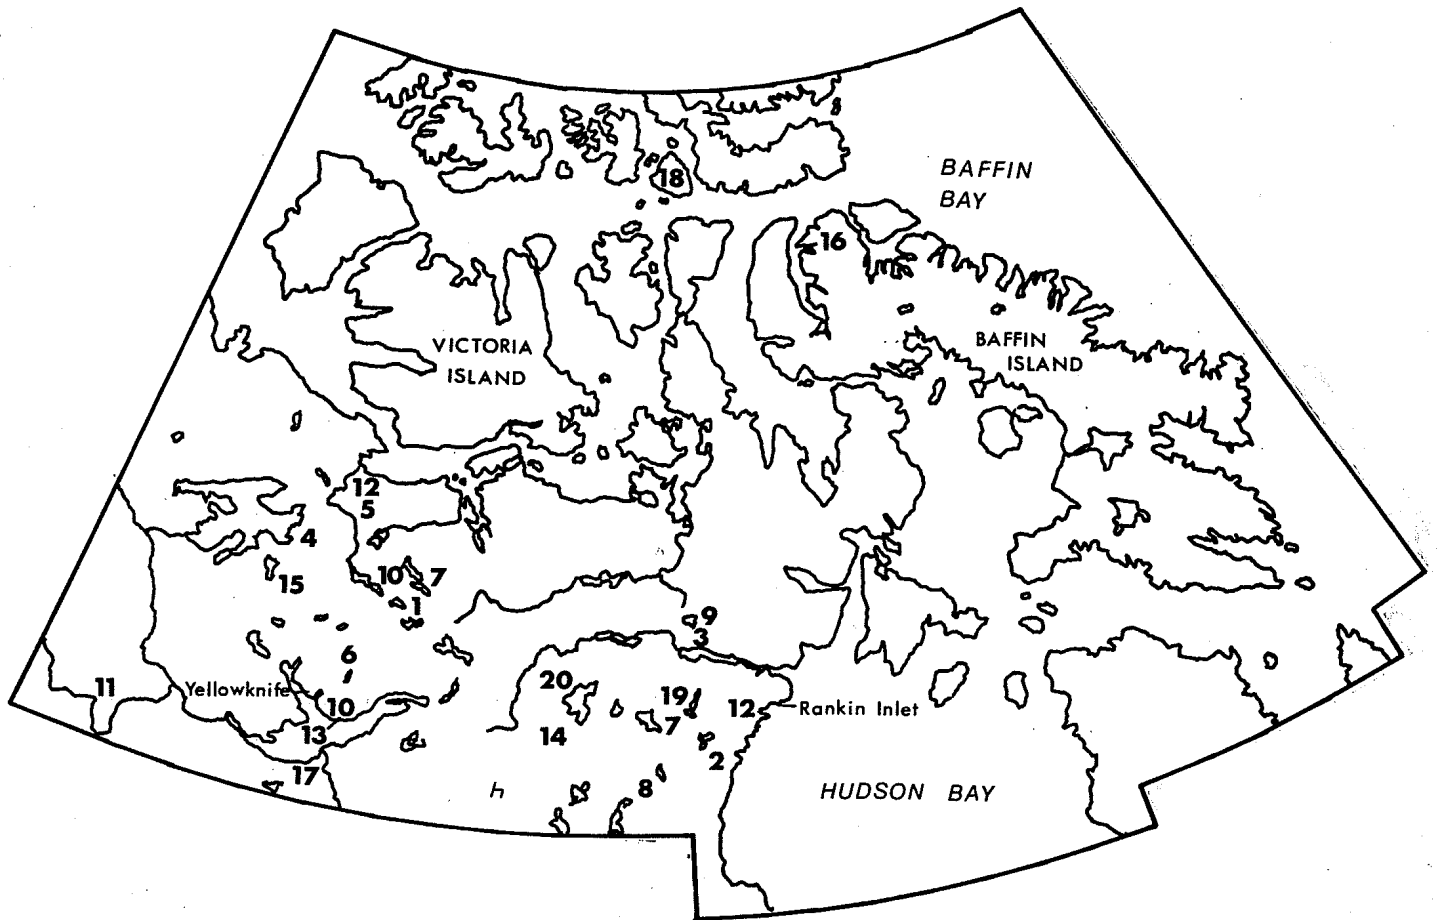 BAFFIN
BAY
18
16
VICTORIA
ISLAND
BAFFIN
ISLAND
12
5
4
10
7
15
1
9
3
6
11
Yellowknife
10
20
19
12
Rankin Inlet
13
14
7
2
17
8
h
HUDSON BAY